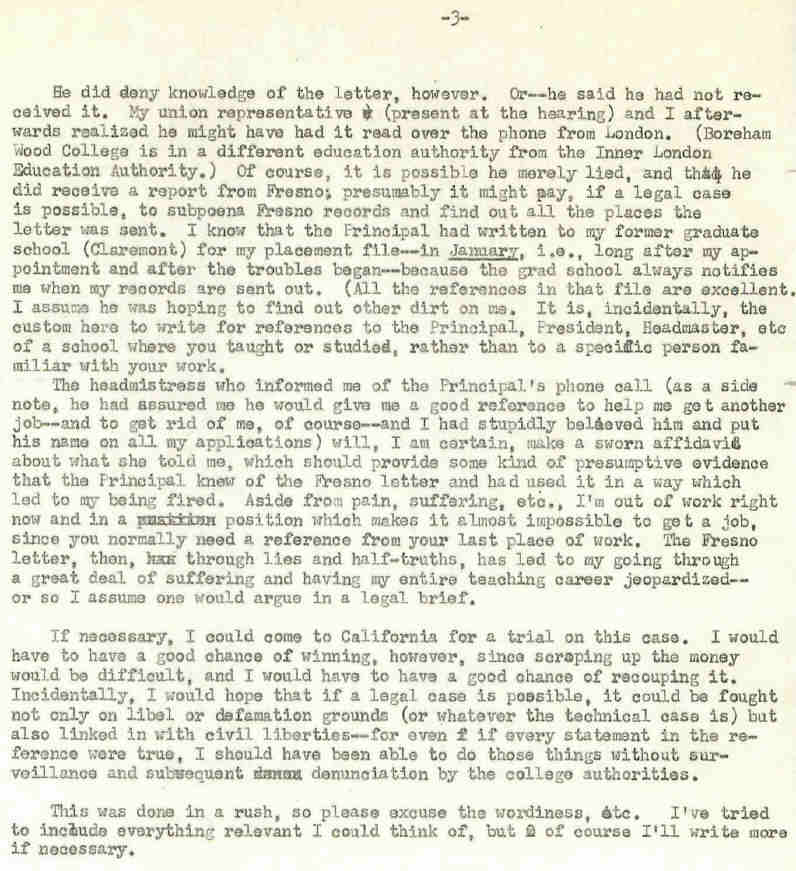 -3-
He did deny knowledge of the letter, however. Or--he said he had not re-
ceived it. My union representative (present at the hearing) and I after-
wards realized he might have had it read over the phone from London. (Boreham
Wood College is in a different education authority from the Inner London
Education Authority.) Of course, it is possible he merely lied, and that he
did receive a report from Fresno; presumably it might pay, if a legal case
is possible, to subpoena Fresno records and find out all the places the
letter was sent. I know that the Principal had written to my former graduate
school (Claremont) for my placement file--in January, i.e., long after my ap-
pointment and after the troubles began--because the grad school always notifies
me when my records are sent out. (All the references in that file are excellent.
I assume he was hoping to find out other dirt on me. It is, incidentally, the
custom here to write for references to the Principal, President, Headmaster, etc
of a school where you taught or studied, rather than to a specific person fa-
miliar with your work.
The headmistress who informed me of the Principal's phone call (as a side
note, he had assured me he would give me a good reference to help me get another
job--and to get rid of me, of course--and I had stupidly believed him and put
his name on all my applications) will, I am certain, make a sworn affidavit
about what she told me, which should provide some kind of presumptive evidence
that the Principal knew of the Fresno letter and had used it in a way which
led to my being fired. Aside from pain, suffering, etc., I'm out of work right
now and in a position which makes it almost impossible to get a job,
since you normally need a reference from your last place of work. The Fresno
letter, then, through lies and half-truths, has led to my going through
a great deal of suffering and having my entire teaching career jeopardized--
or so I assume one would argue in a legal brief.
If necessary, I could come to California for a trial on this case. I would
have to have a good chance of winning, however, since scraping up the money
would be difficult, and I would have to have a good chance of recouping it.
Incidentally, I would hope that if a legal case is possible, it could be fought
not only on libel or defamation grounds (or whatever the technical case is) but
also linked in with civil liberties--for even if every statement in the re-
ference were true, I should have been able to do those things without sur-
veillance and subsequent denunciation by the college authorities.
This was done in a rush, so please excuse the wordiness, etc. I've tried
to include everything relevant I could think of, but of course I'll write more
if necessary.